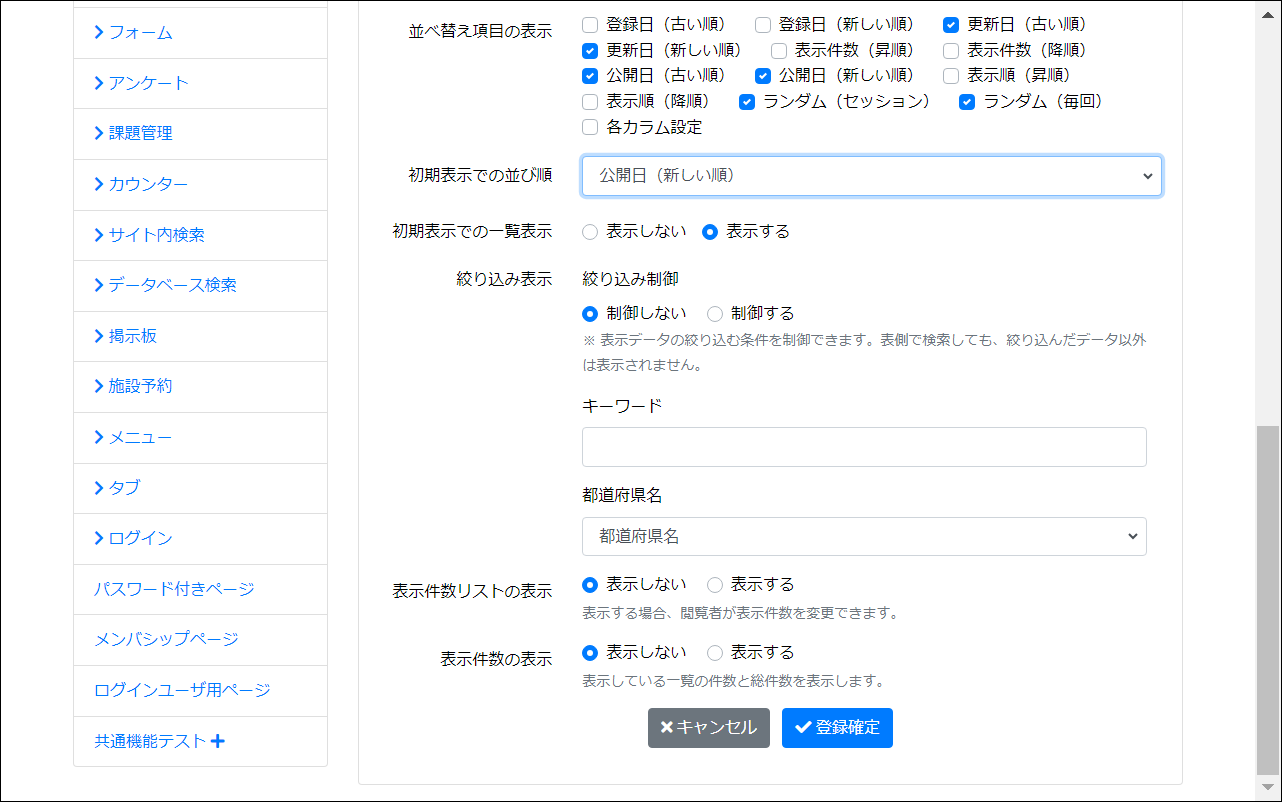 フォーム
アンケート
課題管理
カウンター
サイト内検索
データベース検索
掲示板
施設予約
メニュー
タブ
ログイン
パスワード付きページ
メンバシップページ
ログインユーザ用ページ
共通機能テスト
並べ替え項目の表示
登録日（古い順） 登録日（新しい順） 更新日（古い順）
更新日（新しい順） 表示件数（昇順） 表示件数（降順）
公開日（古い順） 公開日（新しい順） 表示順（昇順）
表示順（降順） ランダム（セッション） ランダム（毎回）
各カラム設定
初期表示での並び順
公開日（新しい順）
初期表示での一覧表示
表示しない 表示する
絞り込み表示
絞り込み制御
制御しない 制御する
※ 表示データの絞り込む条件を制御できます。表側で検索しても、絞り込んだデータ以外
は表示されません。
キーワード
都道府県名
都道府県名
表示件数リストの表示
表示しない 表示する
表示する場合、閲覧者が表示件数を変更できます。
表示件数の表示
表示しない 表示する
表示している一覧の件数と総件数を表示します。
キャンセル 登録確定